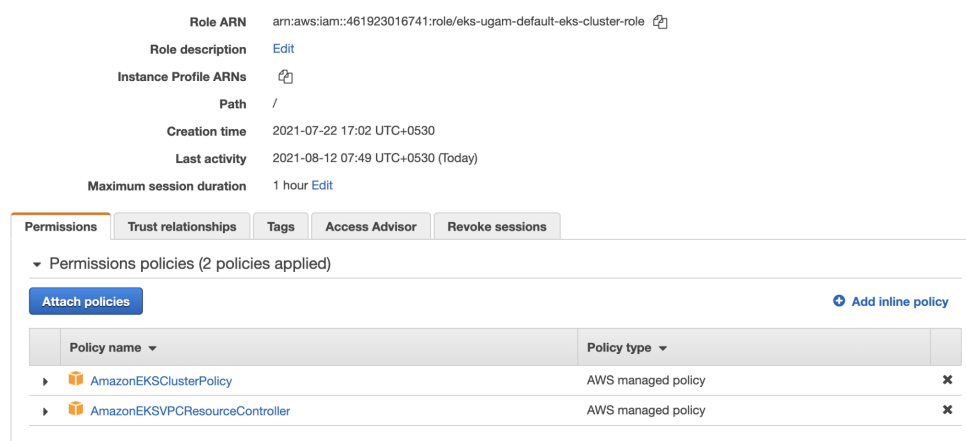 Role ARN arn:aws:iam::461923016741:role/eks-ugam-default-eks-cluster-role
Role description Edit
Instance Profile ARNs
Path /
Creation time 2021-07-22 17:02 UTC+0530
Last activity 2021-08-12 07:49 UTC+0530 (Today)
Maximum session duration 1 hour Edit
Permissions Trust relationships Tags Access Advisor Revoke sessions
Permissions policies (2 policies applied)
Attach policies Add inline policy
Policy name Policy type
AmazonEKSClusterPolicy AWS managed policy
AmazonEKSVPCResourceController AWS managed policy